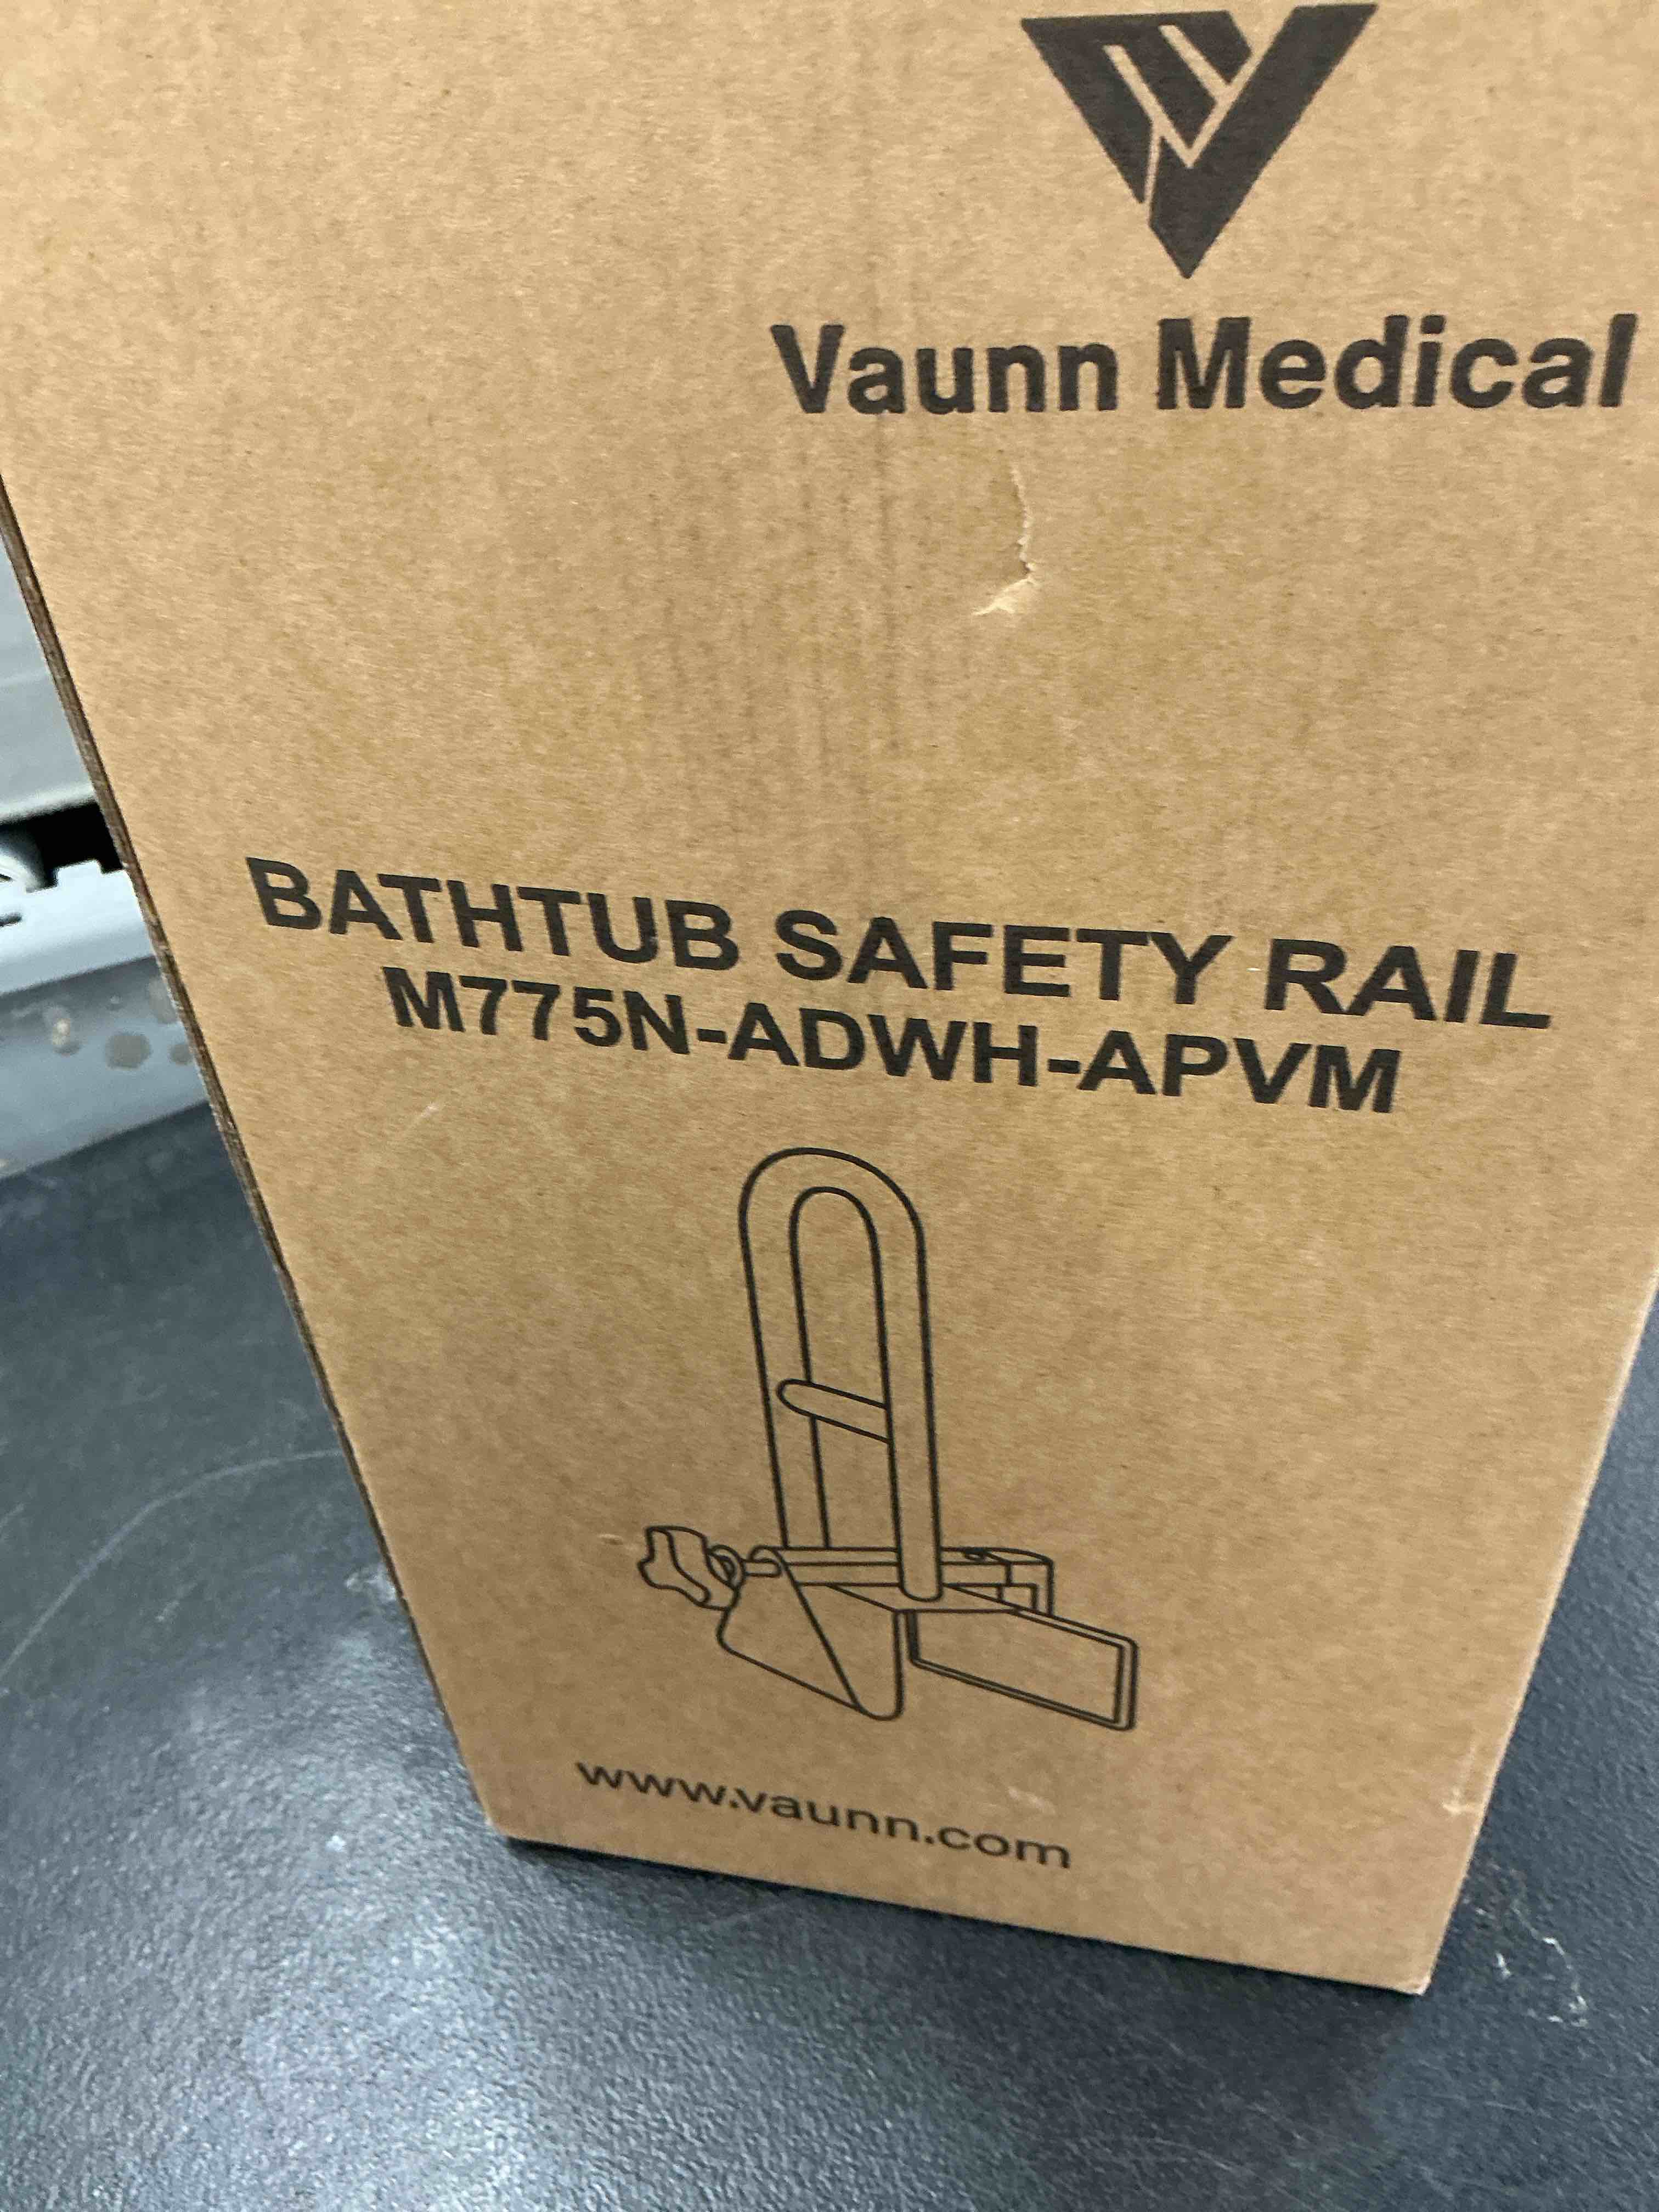 Vaunn Medical
BATHTUB SAFETY RAIL
M775N-ADWH-APVM
www.vaunn.com